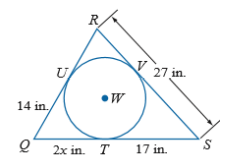 R
U
V
27 in.
14 in.
W
Q
2x in.
T
17 in.
S